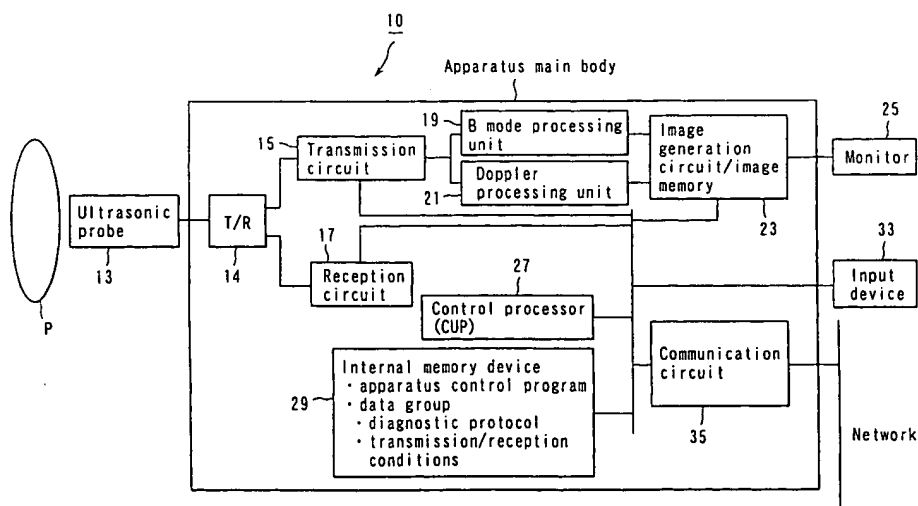 10
Apparatus main body
19
B mode processing
unit
15
Transmission
circuit
21
Doppler
processing unit
Image
generation
circuit/image
memory
23
25
Monitor
Ultrasonic
probe
13
T/R
14
17
Reception
circuit
33
Input
device
P
27
Control processor
(CUP)
29
Internal memory device
・apparatus control program
・data group
・diagnostic protocol
・transmission/reception
conditions
Communication
circuit
35
Network